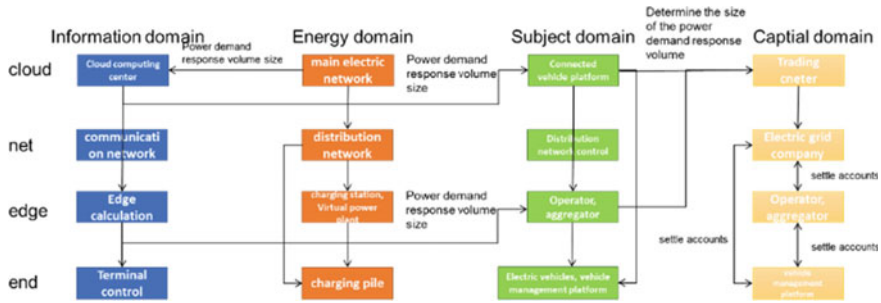 Information domain
Energy domain
Subject domain
Captial domain
Determine the size
of the power
demand response
volume
cloud
Cloud computing
center
Power demand
response volume size
main electric network
Power demand
response volume
size
Connected
vehicle platform
Trading
cneter
net
communicati
on network
distribution
network
Distribution
network control
Electric grid
company
settle accounts
edge
Edge
calculation
charging station,
Virtual power
plant
Power demand
response volume
size
Operator,
aggregator
Operator,
aggregator
settle accounts
settle accounts
end
Terminal
control
charging pile
Electric vehicles, vehicle
management platform
vehicle
management
platform